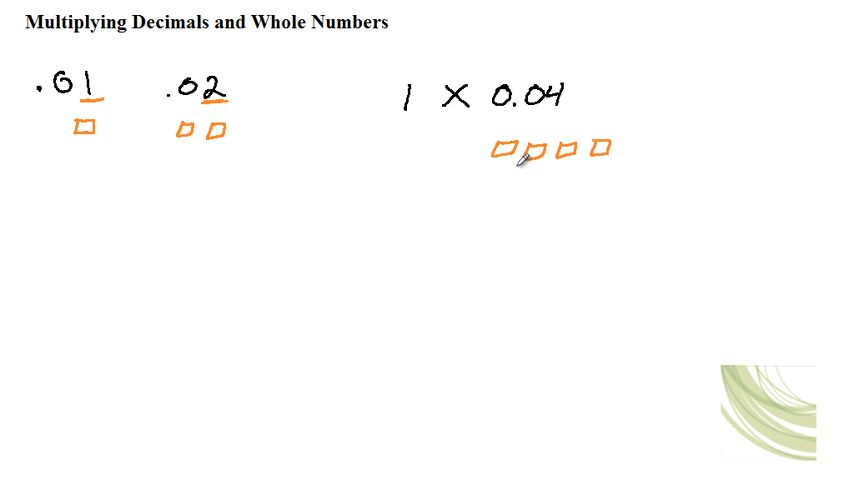 Multiplying Decimals and Whole Numbers
.01 .02 1 × 0.04